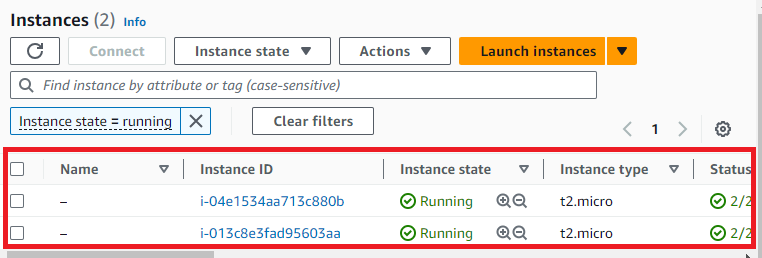 Instances (2) Info
Connect Instance state Actions Launch instances
Find instance by attribute or tag (case-sensitive)
Instance state = running Clear filters
1
Name Instance ID Instance state Instance type Status
– i-04e1534aa713c880b Running t2.micro 2/2
– i-013c8e3fad95603aa Running t2.micro 2/2